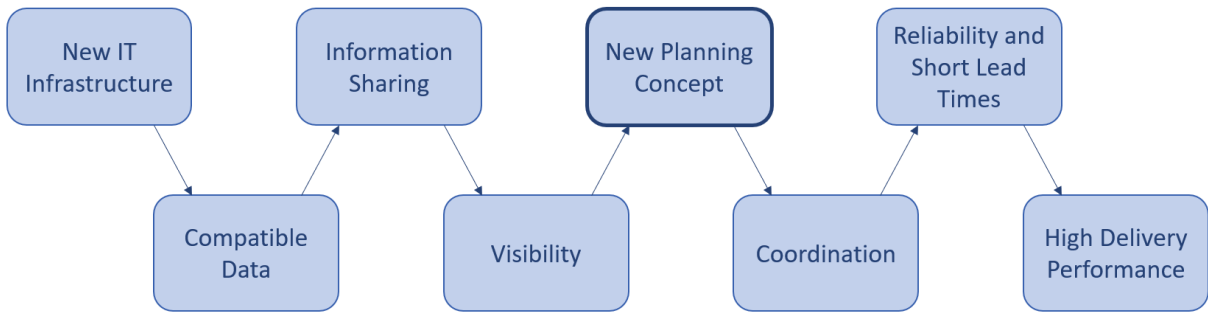 New IT
Infrastructure
Compatible
Data
Information
Sharing
Visibility
New Planning
Concept
Coordination
Reliability and
Short Lead
Times
High Delivery
Performance